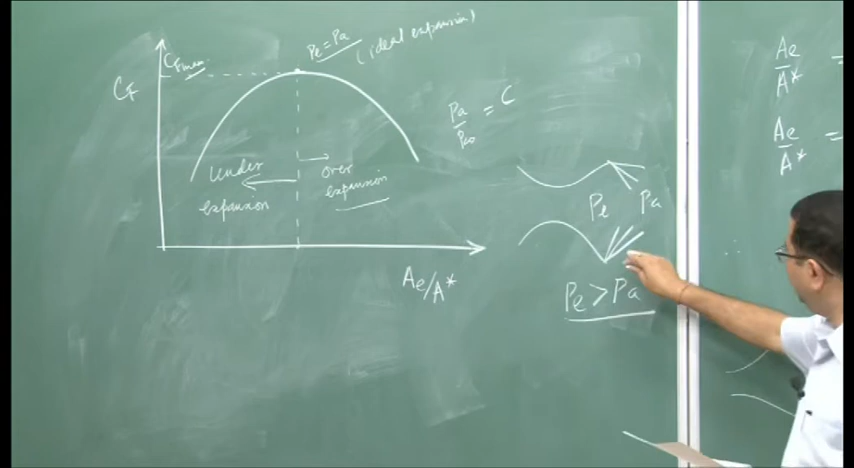 CF
CFmax
Pe = Pa
(ideal expansion)
under
expansion
over
expansion
Ae/A*
Pa
Pco = C
Pe Pa
Pe > Pa
Ae
A* =
Ae
A* =